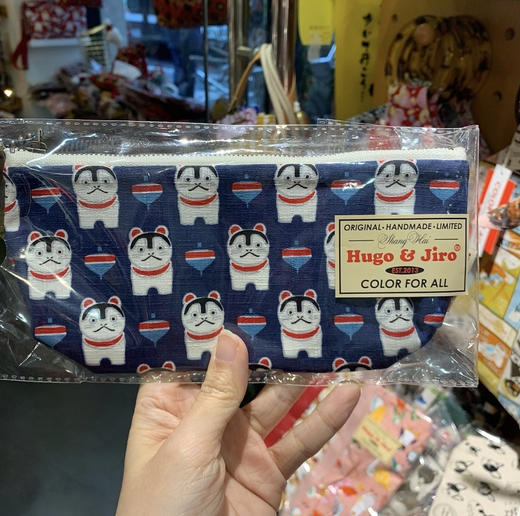 ORIGINAL·HANDMADE·LIMITED
Shang Hai
Hugo & Jiro®
EST.2013
COLOR FOR ALL